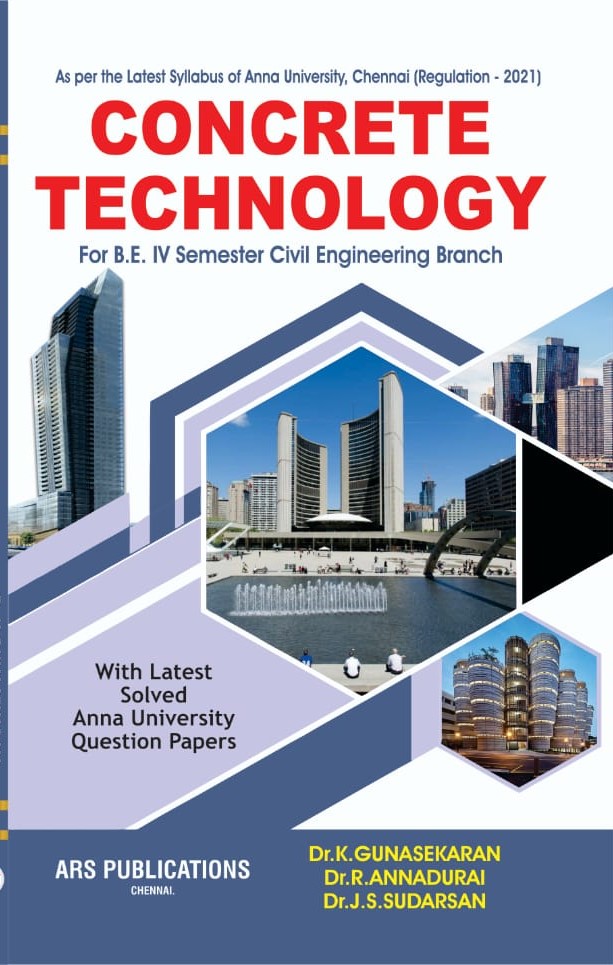 As per the Latest Syllabus of Anna University, Chennai (Regulation - 2021)
CONCRETE
TECHNOLOGY
For B.E. IV Semester Civil Engineering Branch
With Latest
Solved
Anna University
Question Papers
ARS PUBLICATIONS
CHENNAI.
Dr.K.GUNASEKARAN
Dr.R.ANNADURAI
Dr.J.S.SUDARSAN